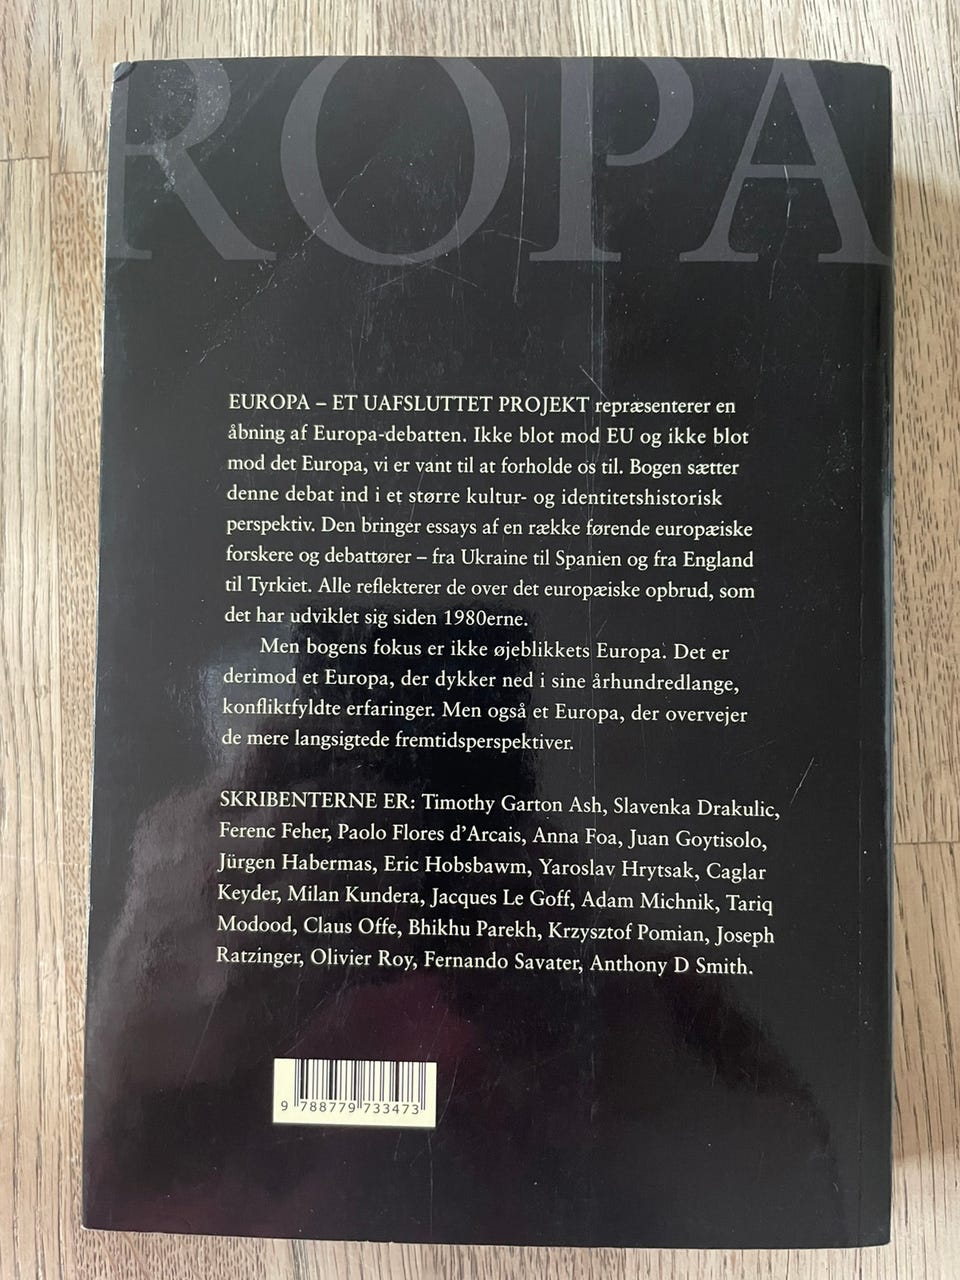 ROPA
EUROPA – ET UAFSLUTTET PROJEKT repræsenterer en
åbning af Europa-debatten. Ikke blot mod EU og ikke blot
mod det Europa, vi er vant til at forholde os til. Bogen sætter
denne debat ind i et større kultur- og identitetshistorisk
perspektiv. Den bringer essays af en række førende europæiske
forskere og debattører – fra Ukraine til Spanien og fra England
til Tyrkiet. Alle reflekterer de over det europæiske opbrud, som
det har udviklet sig siden 1980erne.
Men bogens fokus er ikke øjeblikkets Europa. Det er
derimod et Europa, der dykker ned i sine århundredlange,
konfliktfyldte erfaringer. Men også et Europa, der overvejer
de mere langsigtede fremtidsperspektiver.
SKRIBENTERNE ER: Timothy Garton Ash, Slavenka Drakulic,
Ferenc Feher, Paolo Flores d’Arcais, Anna Foa, Juan Goytisolo,
Jürgen Habermas, Eric Hobsbawm, Yaroslav Hrytsak, Caglar
Keyder, Milan Kundera, Jacques Le Goff, Adam Michnik, Tariq
Modood, Claus Offe, Bhikhu Parekh, Krzysztof Pomian, Joseph
Ratzinger, Olivier Roy, Fernando Savater, Anthony D Smith.
9 788779 733473